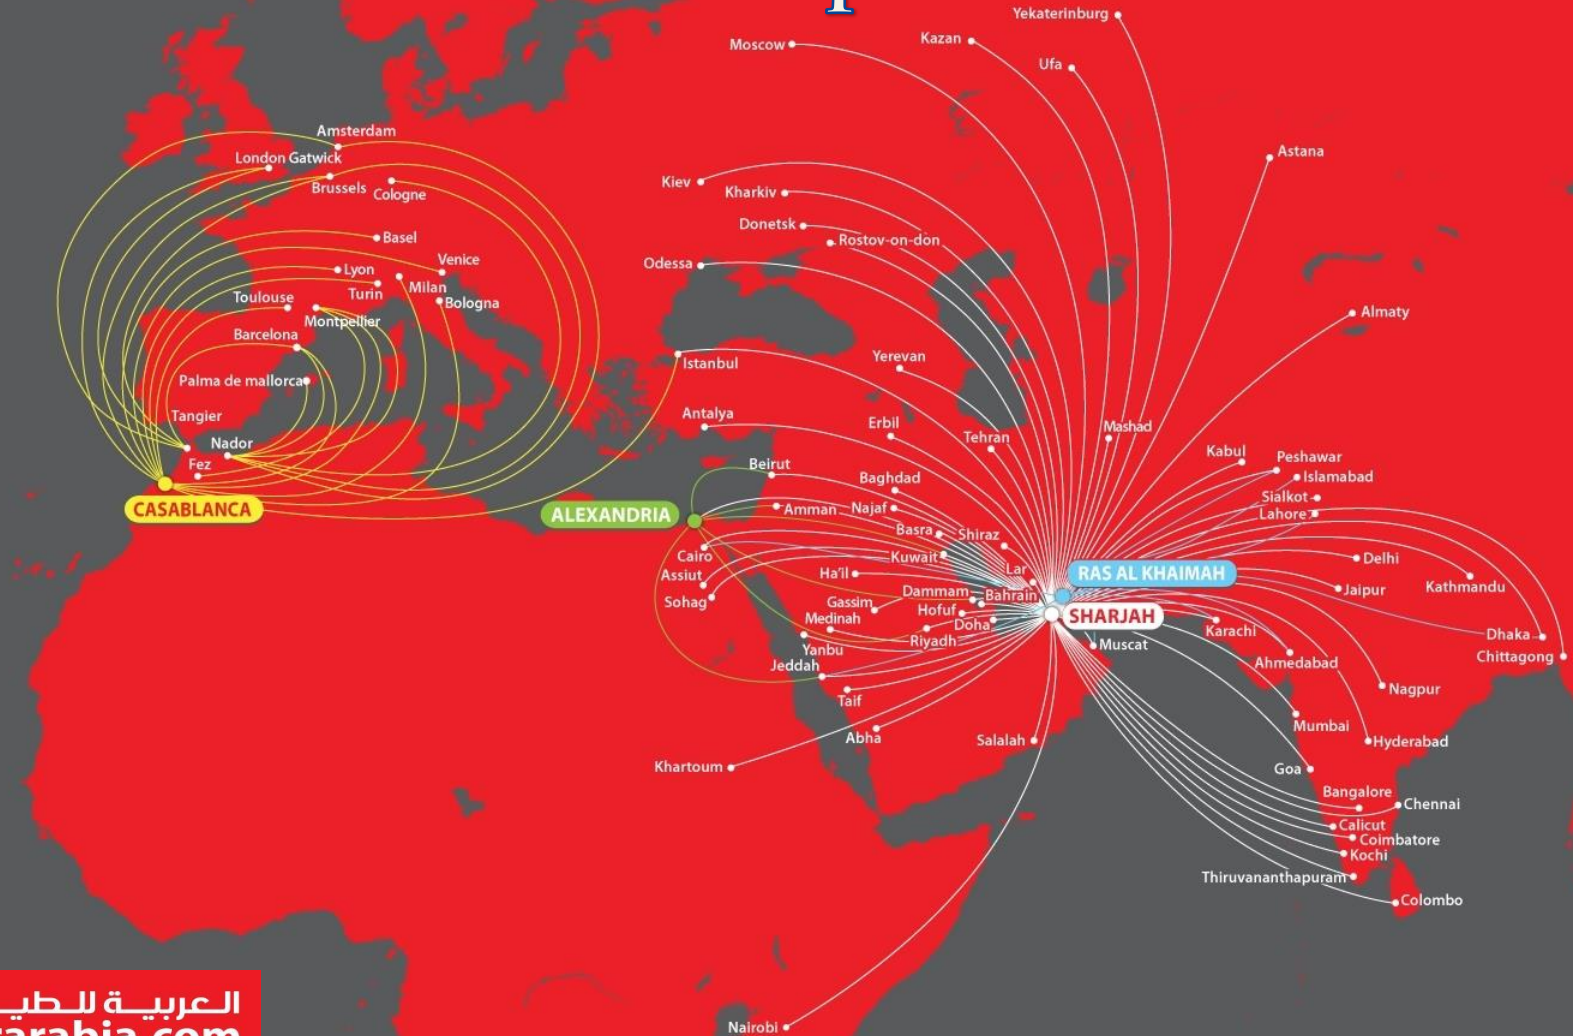 Yekaterinburg
Moscow
Kazan
Ufa
Amsterdam
London Gatwick
Brussels
Cologne
Astana
Kiev
Kharkiv
Donetsk
Rostov-on-don
Odessa
Basel
Venice
Lyon
Turin
Milan
Bologna
Toulouse
Montpellier
Barcelona
Almaty
Istanbul
Yerevan
Palma de mallorca
Tangier
Nador
Fez
CASABLANCA
Antalya
Erbil
Tehran
Mashad
Kabul
Peshawar
Islamabad
Sialkot
Lahore
Beirut
Baghdad
ALEXANDRIA
Amman
Najaf
Basra
Shiraz
Cairo
Kuwait
Lar
Assiut
Ha'il
Sohag
Dammam
Bahrain
Gassim
Hofuf
Medinah
Doha
Riyadh
Yanbu
Jeddah
Taif
Abha
Khartoum
Salalah
RAS AL KHAIMAH
SHARJAH
Muscat
Delhi
Jaipur
Kathmandu
Karachi
Dhaka
Chittagong
Ahmedabad
Nagpur
Mumbai
Hyderabad
Goa
Bangalore
Chennai
Calicut
Coimbatore
Kochi
Thiruvananthapuram
Colombo
Nairobi
العربية للطيـ
arabia.com